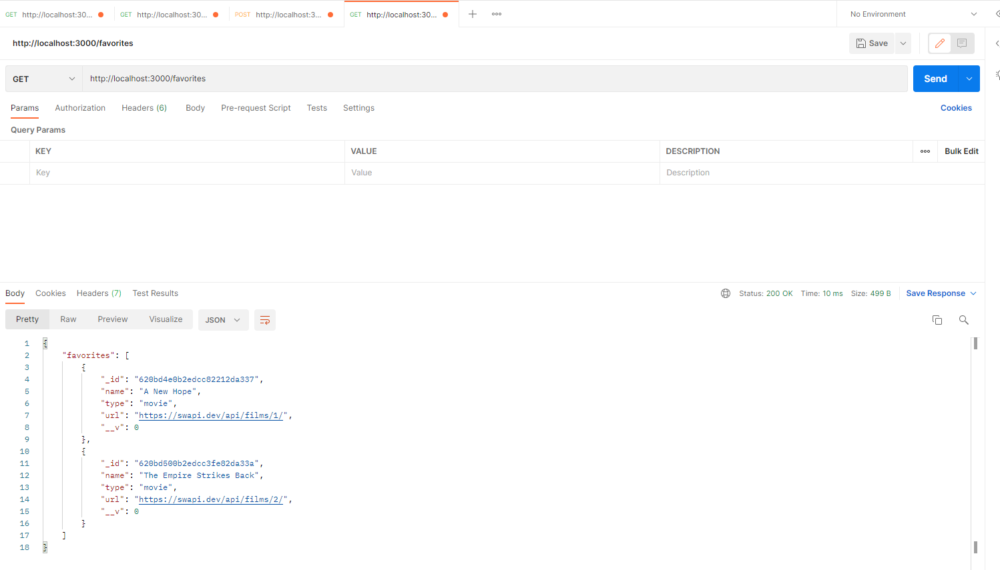 GET http://localhost:30... GET http://localhost:30... POST http://localhost:3... GET http://localhost:30... No Environment
http://localhost:3000/favorites Save
GET http://localhost:3000/favorites Send
Params Authorization Headers (6) Body Pre-request Script Tests Settings Cookies
Query Params
KEY VALUE DESCRIPTION Bulk Edit
Key Value Description
Body Cookies Headers (7) Test Results Status: 200 OK Time: 10 ms Size: 499 B Save Response
Pretty Raw Preview Visualize JSON
1 {
2 "favorites": [
3 {
4 "_id": "620bd4e0b2edcc82212da337",
5 "name": "A New Hope",
6 "type": "movie",
7 "url": "https://swapi.dev/api/films/1/",
8 "__v": 0
9 },
10 {
11 "_id": "620bd500b2edcc3fe82da33a",
12 "name": "The Empire Strikes Back",
13 "type": "movie",
14 "url": "https://swapi.dev/api/films/2/",
15 "__v": 0
16 }
17 ]
18 }